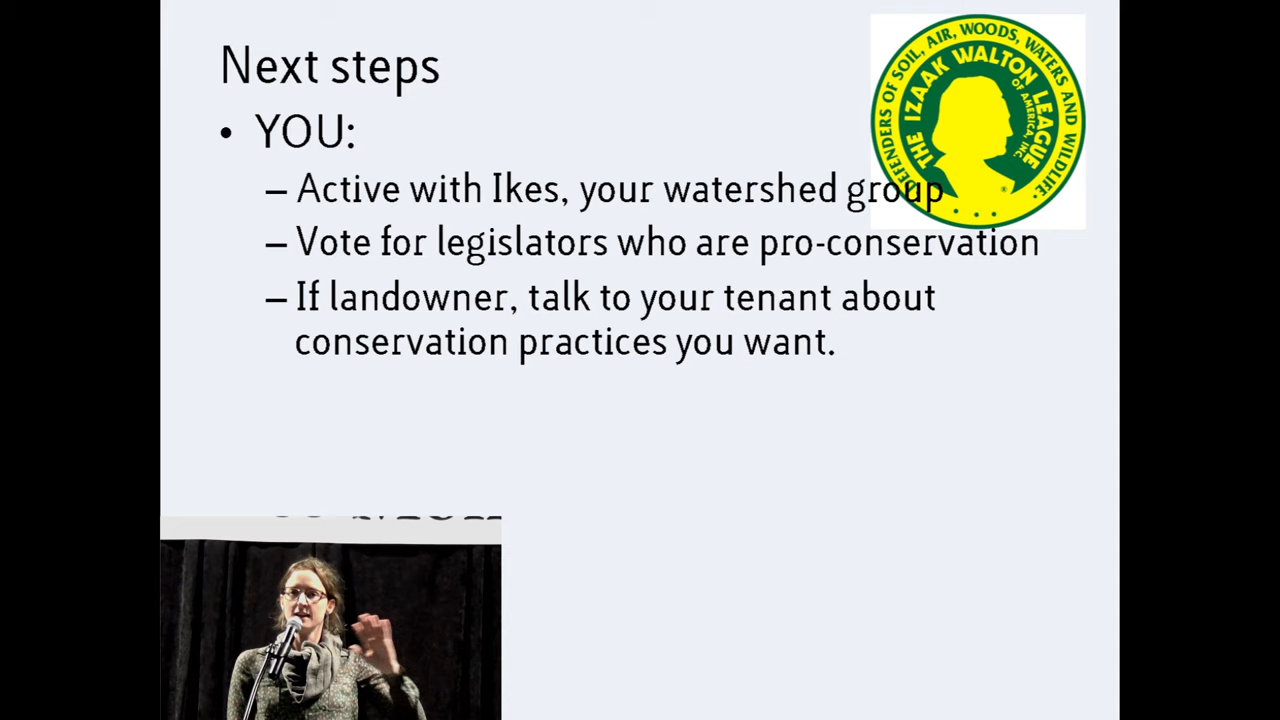 Next steps
DEFENDERS OF SOIL, AIR, WOODS, WATERS AND WILDLIFE
THE IZAAK WALTON LEAGUE
OF AMERICA, INC.
®
• YOU:
– Active with Ikes, your watershed group
– Vote for legislators who are pro-conservation
– If landowner, talk to your tenant about
conservation practices you want.